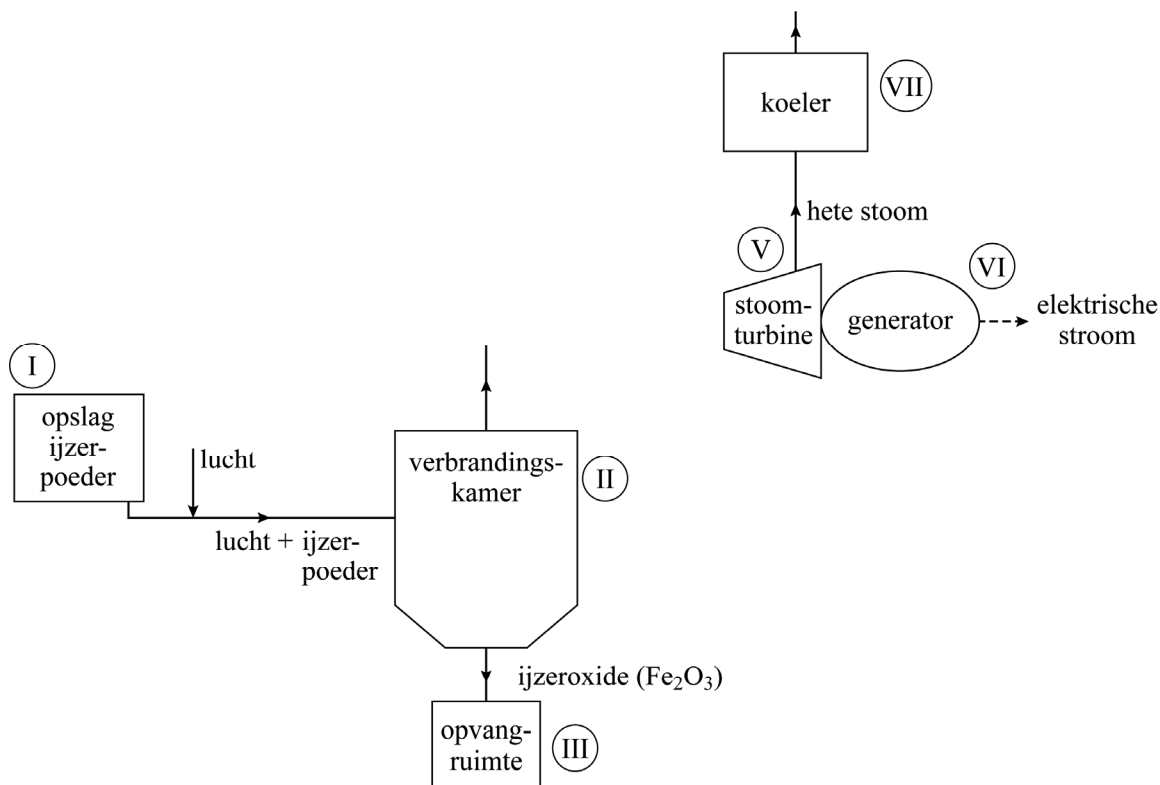 koeler
VII
hete stoom
V
VI
stoom-
turbine
generator
elektrische
stroom
I
opslag
ijzer-
poeder
lucht
lucht + ijzer-
poeder
verbrandings-
kamer
II
ijzeroxide (Fe₂O₃)
opvang-
ruimte
III